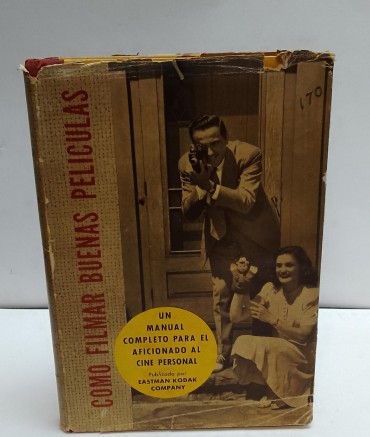 COMO FILMAR BUENAS PELICULAS
170
UN
MANUAL
COMPLETO PARA EL
AFICIONADO AL
CINE PERSONAL
Publicado por
EASTMAN KODAK
COMPANY